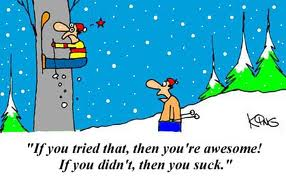 "If you tried that, then you're awesome!
If you didn't, then you suck."